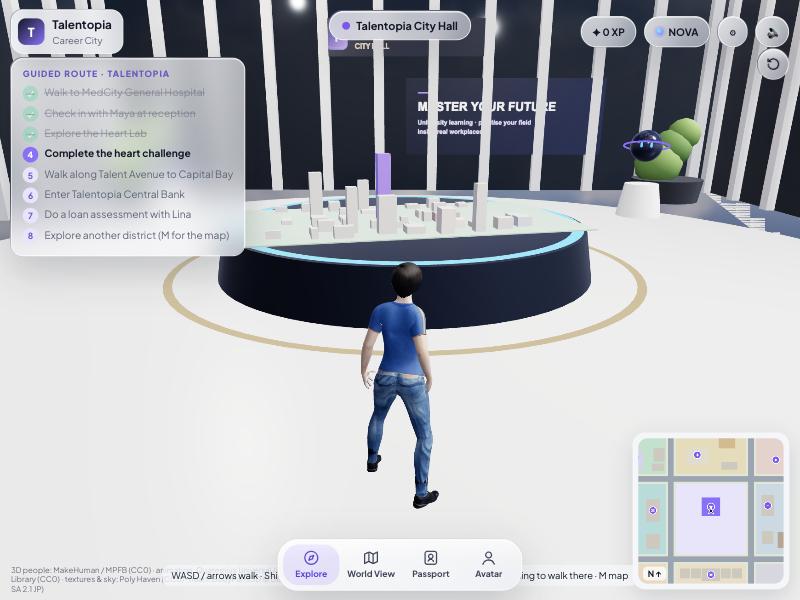 T
Talentopia
Career City
Talentopia City Hall
CITY HALL
✦ 0 XP
NOVA
GUIDED ROUTE · TALENTOPIA
Walk to MedCity General Hospital
Check in with Maya at reception
Explore the Heart Lab
4 Complete the heart challenge
5 Walk along Talent Avenue to Capital Bay
6 Enter Talentopia Central Bank
7 Do a loan assessment with Lina
8 Explore another district (M for the map)
MASTER YOUR FUTURE
learning
your field
workplaces
3D people: MakeHuman / MPFB (CC0) ·
Library (CC0) · textures & sky: Poly Haven
SA 2.1 JP)
WASD / arrows walk ·
ing to walk there · M map
Explore
World View
Passport
Avatar
N ↑